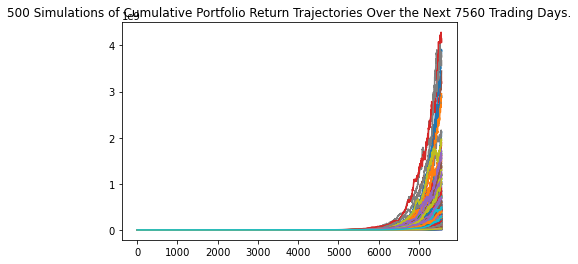 500 Simulations of Cumulative Portfolio Return Trajectories Over the Next 7560 Trading Days.
1e9
4
3
2
1
0
0 1000 2000 3000 4000 5000 6000 7000